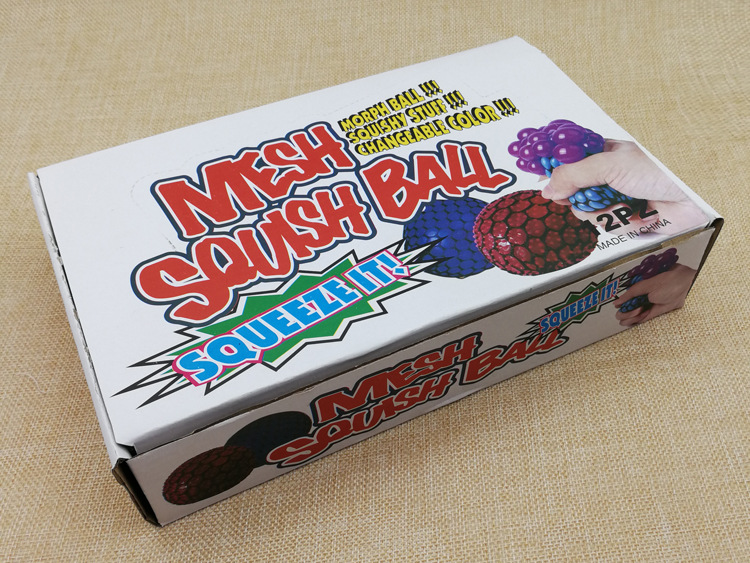 MORPH BALL !!!
SQUISHY STUFF !!!
CHANGEABLE COLOR !!!
MESH
SQUISH BALL
SQUEEZE IT!
MADE IN CHINA
SQUEEZE IT!
MESH
SQUISH BALL